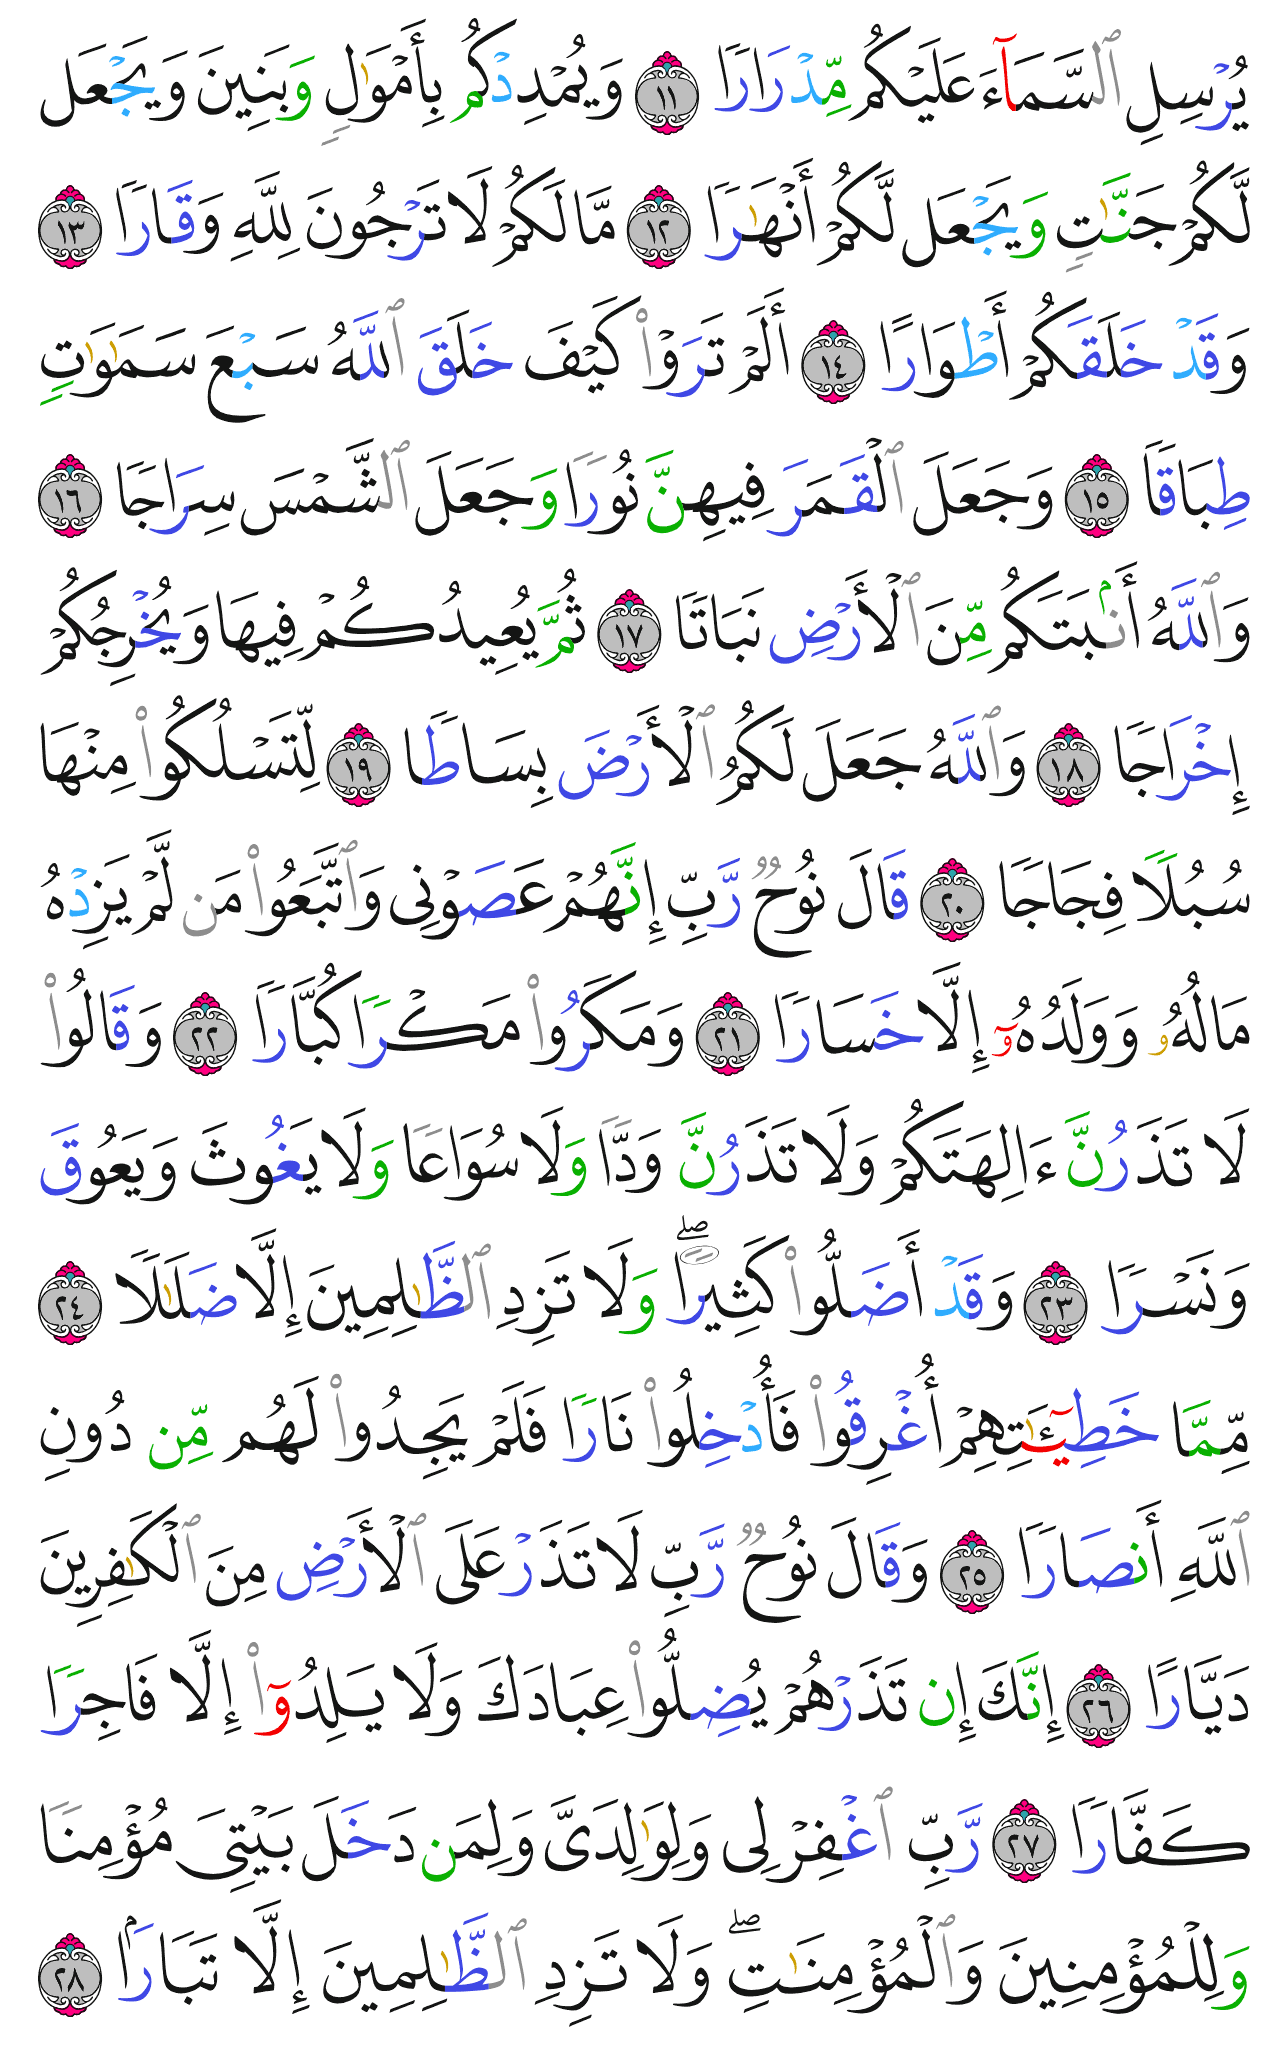 يُرْسِلِ ٱلسَّمَآءَ عَلَيْكُم مِّدْرَارًا ١١ وَيُمْدِدْكُم بِأَمْوَٰلٍ وَبَنِينَ وَيَجْعَل
لَّكُمْ جَنَّٰتٍ وَيَجْعَل لَّكُمْ أَنْهَٰرًا ١٢ مَّا لَكُمْ لَا تَرْجُونَ لِلَّهِ وَقَارًا ١٣
وَقَدْ خَلَقَكُمْ أَطْوَارًا ١٤ أَلَمْ تَرَوْا۟ كَيْفَ خَلَقَ ٱللَّهُ سَبْعَ سَمَٰوَٰتٍ
طِبَاقًا ١٥ وَجَعَلَ ٱلْقَمَرَ فِيهِنَّ نُورًا وَجَعَلَ ٱلشَّمْسَ سِرَاجًا ١٦
وَٱللَّهُ أَنۢبَتَكُم مِّنَ ٱلْأَرْضِ نَبَاتًا ١٧ ثُمَّ يُعِيدُكُمْ فِيهَا وَيُخْرِجُكُمْ
إِخْرَاجًا ١٨ وَٱللَّهُ جَعَلَ لَكُمُ ٱلْأَرْضَ بِسَاطًا ١٩ لِّتَسْلُكُوا۟ مِنْهَا
سُبُلًا فِجَاجًا ٢٠ قَالَ نُوحٌ رَّبِّ إِنَّهُمْ عَصَوْنِى وَٱتَّبَعُوا۟ مَن لَّمْ يَزِدْهُ
مَالُهُۥ وَوَلَدُهُۥٓ إِلَّا خَسَارًا ٢١ وَمَكَرُوا۟ مَكْرًا كُبَّارًا ٢٢ وَقَالُوا۟
لَا تَذَرُنَّ ءَالِهَتَكُمْ وَلَا تَذَرُنَّ وَدًّا وَلَا سُوَاعًا وَلَا يَغُوثَ وَيَعُوقَ
وَنَسْرًا ٢٣ وَقَدْ أَضَلُّوا۟ كَثِيرًا ۖ وَلَا تَزِدِ ٱلظَّٰلِمِينَ إِلَّا ضَلَٰلًا ٢٤
مِّمَّا خَطِيٓـَٰٔتِهِمْ أُغْرِقُوا۟ فَأُدْخِلُوا۟ نَارًا فَلَمْ يَجِدُوا۟ لَهُم مِّن دُونِ
ٱللَّهِ أَنصَارًا ٢٥ وَقَالَ نُوحٌ رَّبِّ لَا تَذَرْ عَلَى ٱلْأَرْضِ مِنَ ٱلْكَٰفِرِينَ
دَيَّارًا ٢٦ إِنَّكَ إِن تَذَرْهُمْ يُضِلُّوا۟ عِبَادَكَ وَلَا يَلِدُوٓا۟ إِلَّا فَاجِرًا
كَفَّارًا ٢٧ رَّبِّ ٱغْفِرْ لِى وَلِوَٰلِدَىَّ وَلِمَن دَخَلَ بَيْتِىَ مُؤْمِنًا
وَلِلْمُؤْمِنِينَ وَٱلْمُؤْمِنَٰتِ ۖ وَلَا تَزِدِ ٱلظَّٰلِمِينَ إِلَّا تَبَارًۢا ٢٨